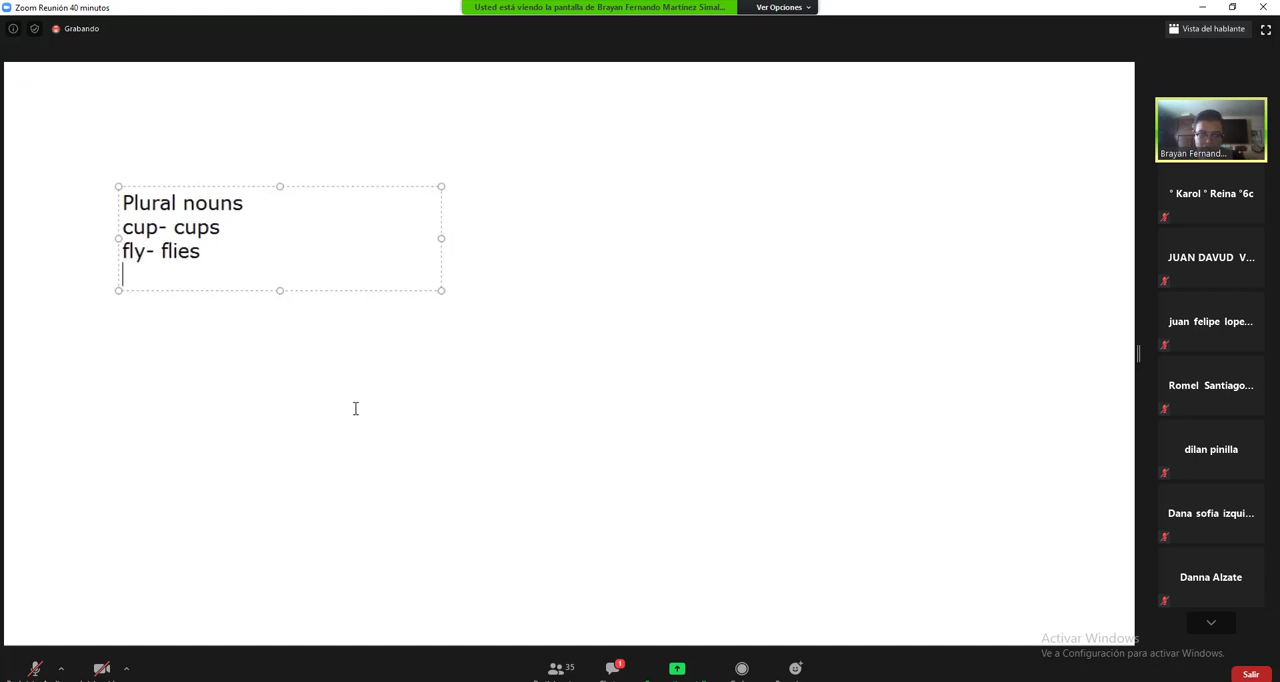 Zoom Reunión 40 minutos
Usted está viendo la pantalla de Brayan Fernando Martinez Simal...
Ver Opciones
Grabando
Vista del hablante
Plural nouns
cup- cups
fly- flies
Brayan Fernand...
° Karol ° Reina °6c
JUAN DAVUD V...
juan felipe lope...
Romel Santiago...
dilan pinilla
Dana sofia izqui...
Danna Alzate
Activar Windows
Ve a Configuración para activar Windows.
35
1
Salir